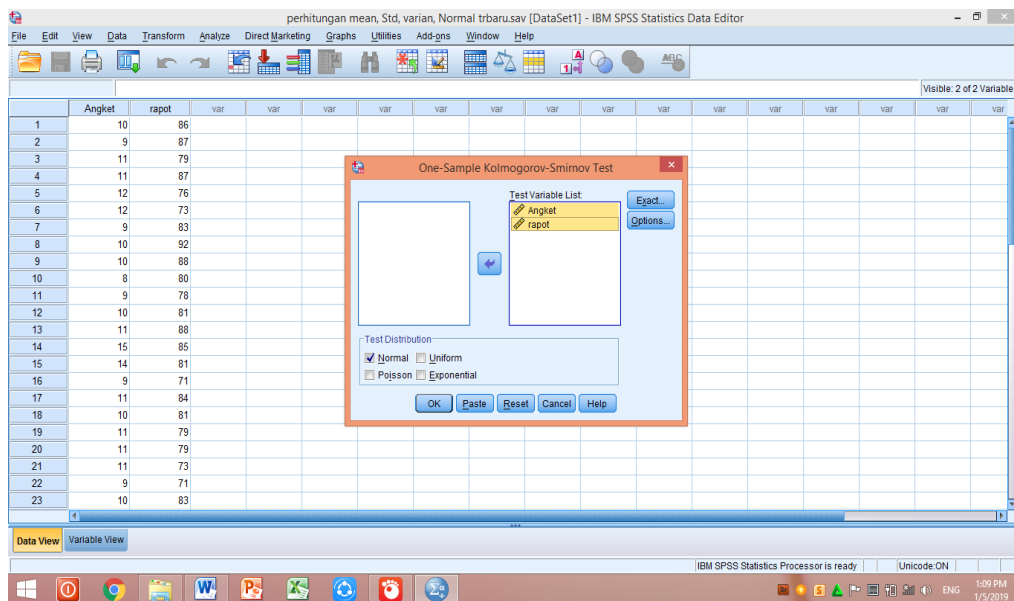 perhitungan mean, Std, varian, Normal trbaru.sav [DataSet1] - IBM SPSS Statistics Data Editor
File Edit View Data Transform Analyze Direct Marketing Graphs Utilities Add-ons Window Help
Visible: 2 of 2 Variable
Angket rapot var var var var var var var var var var var var var var var
1 10 86
2 9 87
3 11 79
4 11 87
5 12 76
6 12 73
7 9 83
8 10 92
9 10 88
10 8 80
11 9 78
12 10 81
13 11 88
14 15 85
15 14 81
16 9 71
17 11 84
18 10 81
19 11 79
20 11 79
21 11 73
22 9 71
23 10 83
One-Sample Kolmogorov-Smirnov Test
Test Variable List:
Angket
rapot
Exact...
Options...
Test Distribution
Normal Uniform
Poisson Exponential
OK Paste Reset Cancel Help
Data View Variable View
IBM SPSS Statistics Processor is ready Unicode:ON
ENG 1:09 PM
1/5/2019